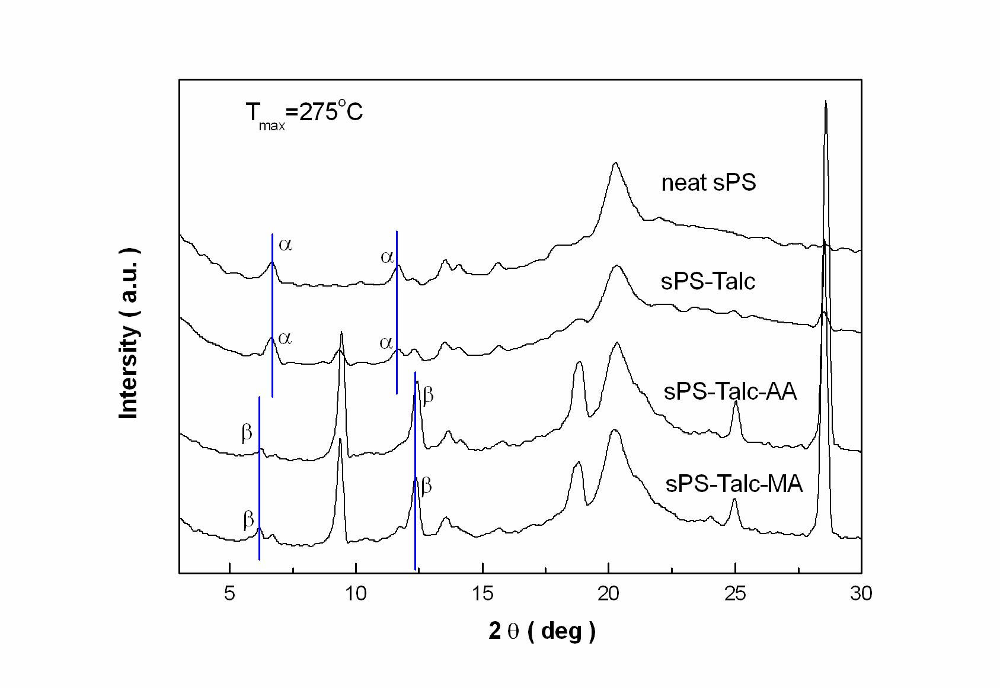 T_max=275°C
neat sPS
α
α
sPS-Talc
α
α
sPS-Talc-AA
β
β
sPS-Talc-MA
β
β
Intersity ( a.u. )
5 10 15 20 25 30
2 θ ( deg )